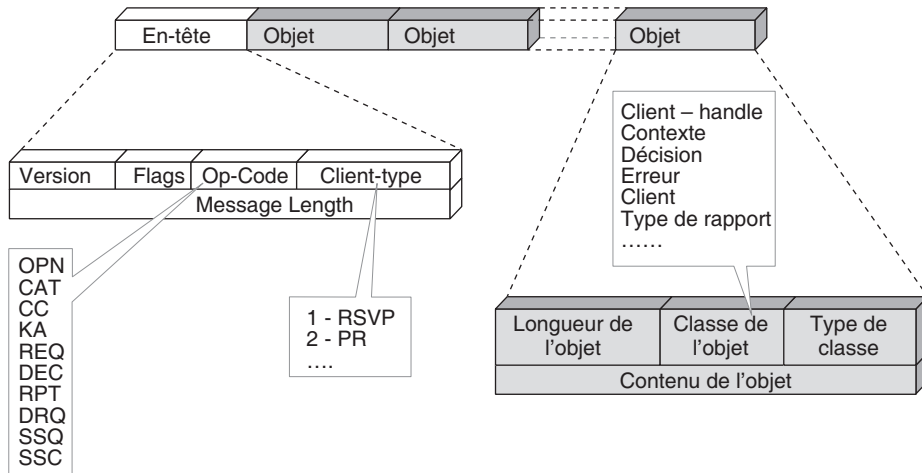 En-tête
Objet
Objet
Objet
Version
Flags
Op-Code
Client-type
Message Length
OPN
CAT
CC
KA
REQ
DEC
RPT
DRQ
SSQ
SSC
1 - RSVP
2 - PR
....
Client – handle
Contexte
Décision
Erreur
Client
Type de rapport
......
Longueur de
l'objet
Classe de
l'objet
Type de
classe
Contenu de l'objet